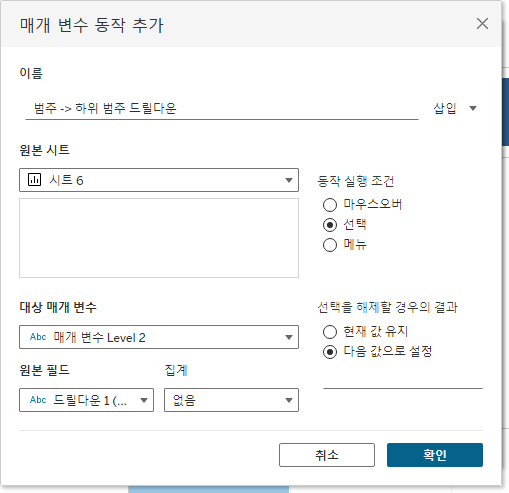 매개 변수 동작 추가
이름
범주 -> 하위 범주 드릴다운
삽입
원본 시트
시트 6
동작 실행 조건
마우스오버
선택
메뉴
대상 매개 변수
매개 변수 Level 2
선택을 해제할 경우의 결과
현재 값 유지
다음 값으로 설정
원본 필드
집계
Abc 드릴다운 1 (...
없음
취소
확인